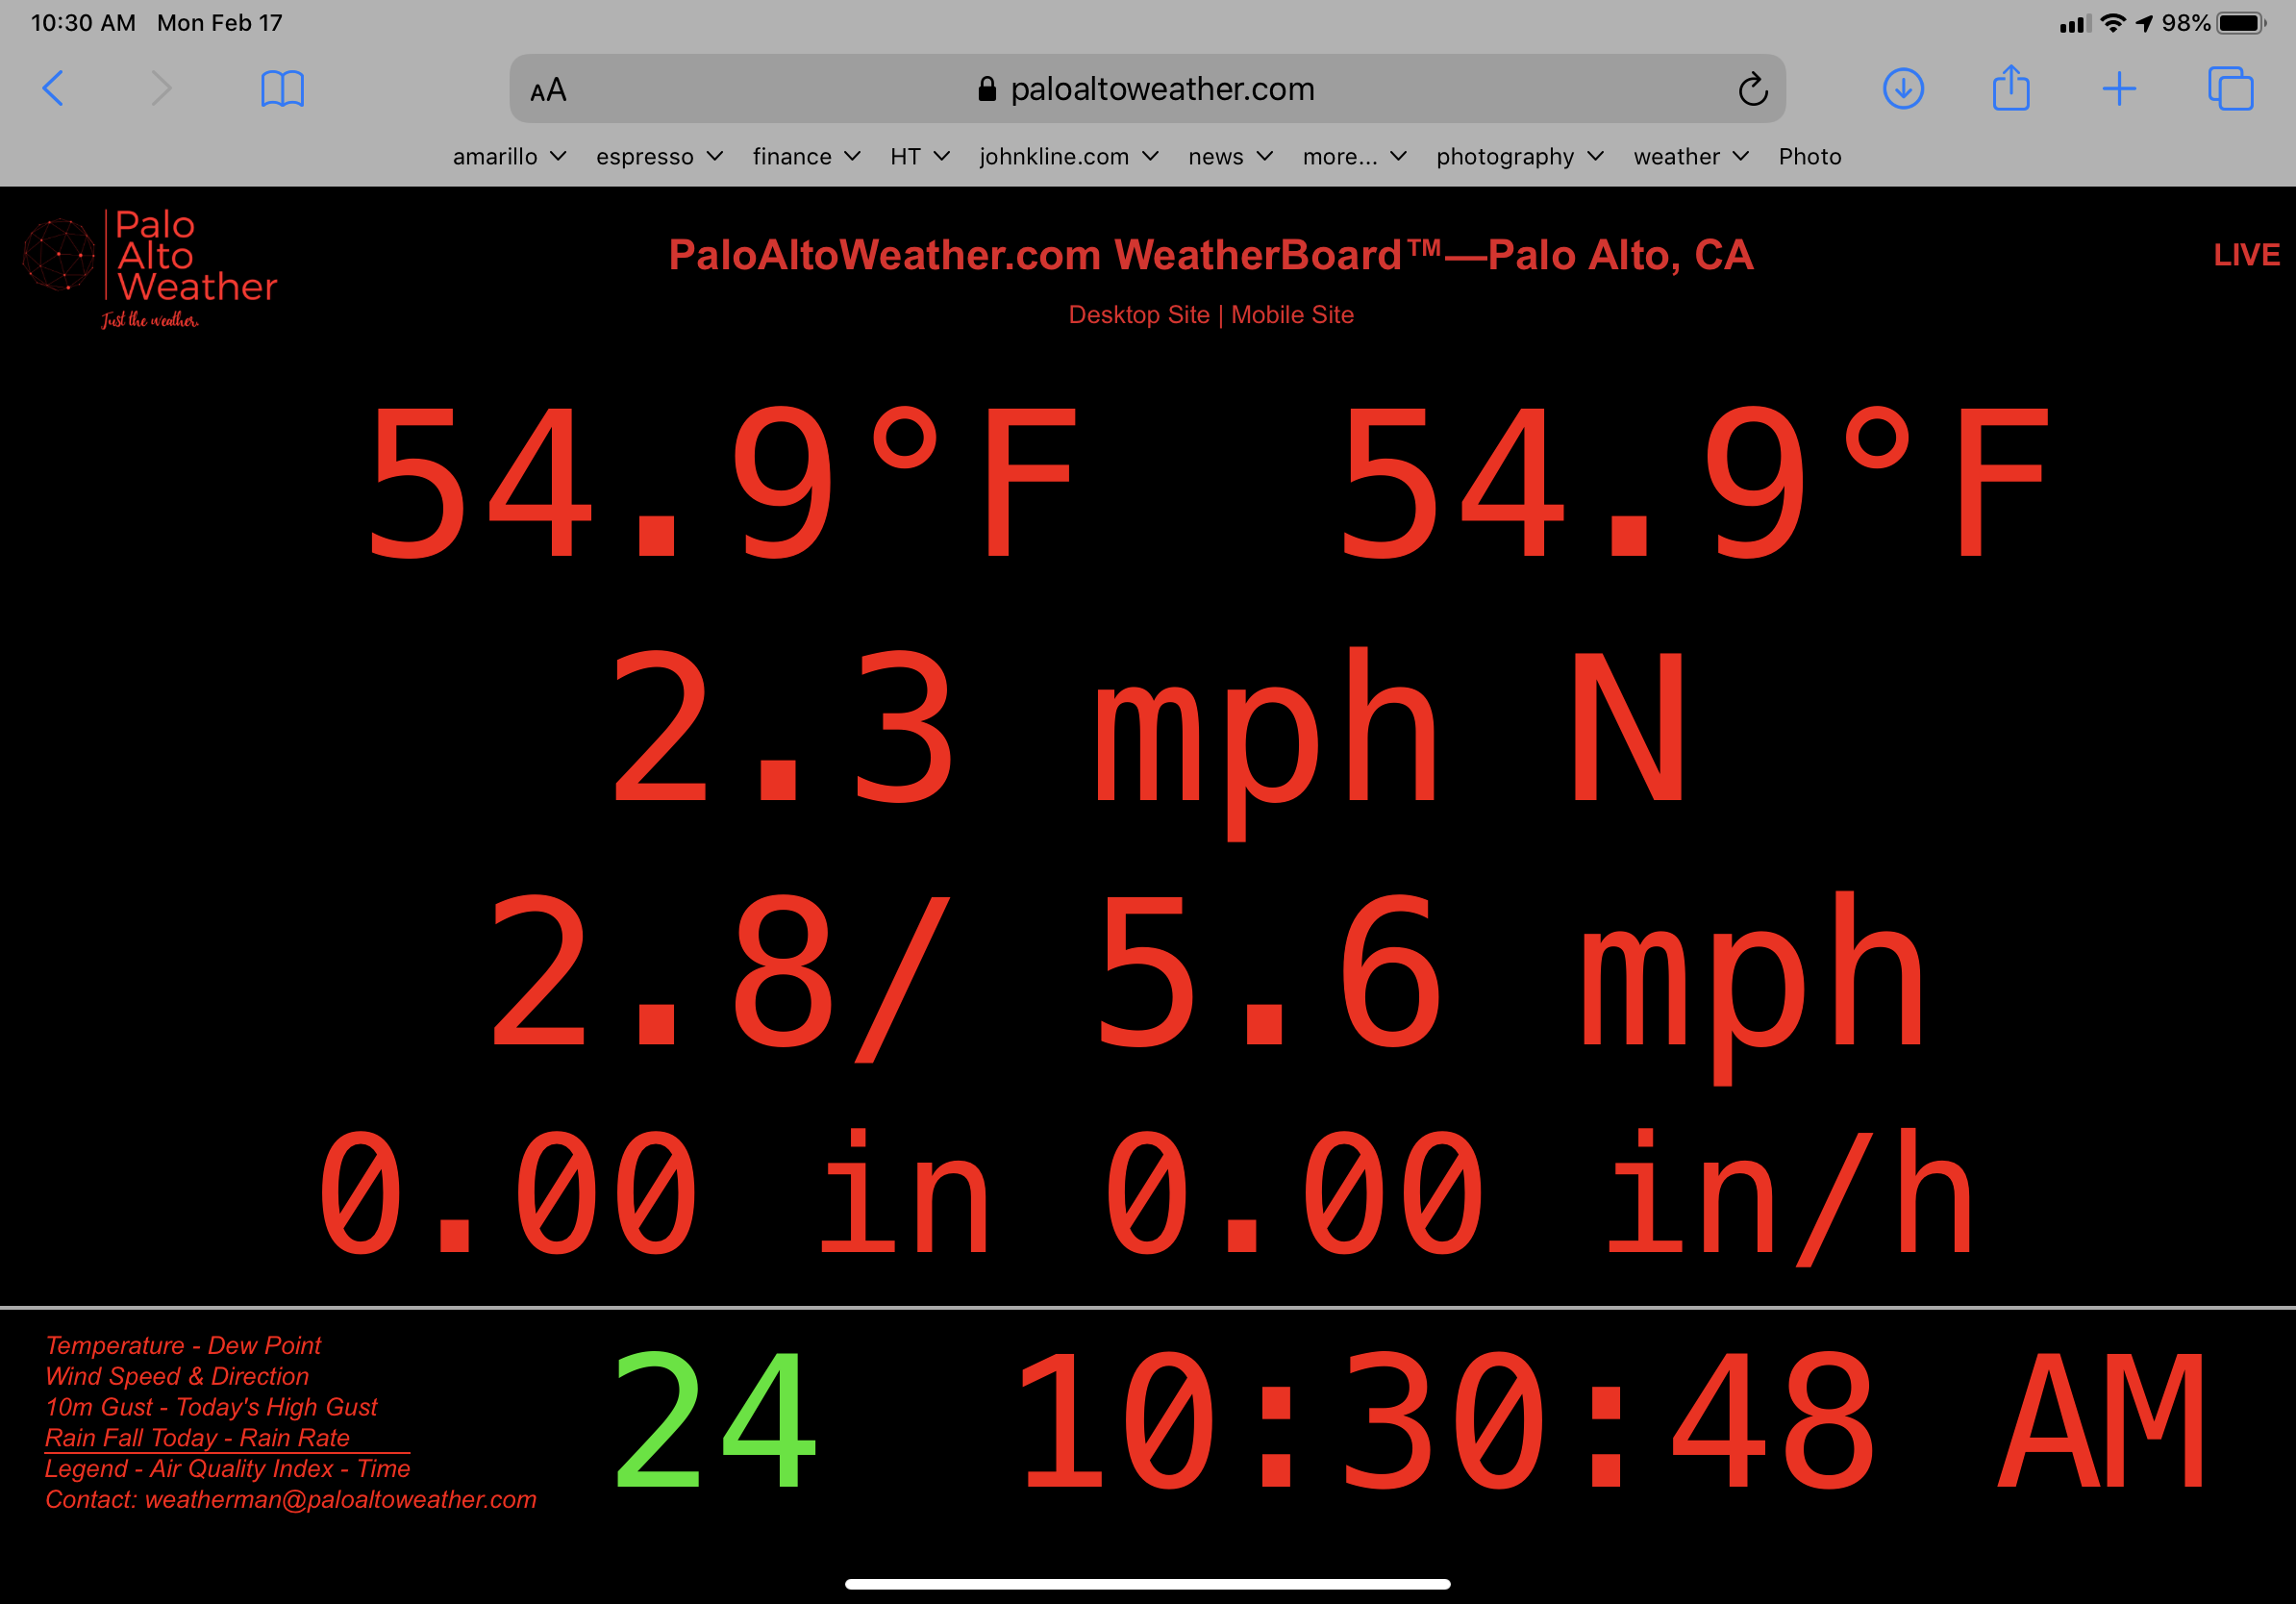 10:30 AM Mon Feb 17 98%
AA paloaltoweather.com
amarillo espresso finance HT johnkline.com news more... photography weather Photo
Palo
Alto
Weather
Just the weather.
PaloAltoWeather.com WeatherBoard™—Palo Alto, CA
LIVE
Desktop Site | Mobile Site
54.9°F 54.9°F
2.3 mph N
2.8/ 5.6 mph
0.00 in 0.00 in/h
Temperature - Dew Point
Wind Speed & Direction
10m Gust - Today's High Gust
Rain Fall Today - Rain Rate
Legend - Air Quality Index - Time
Contact: weatherman@paloaltoweather.com
24 10:30:48 AM